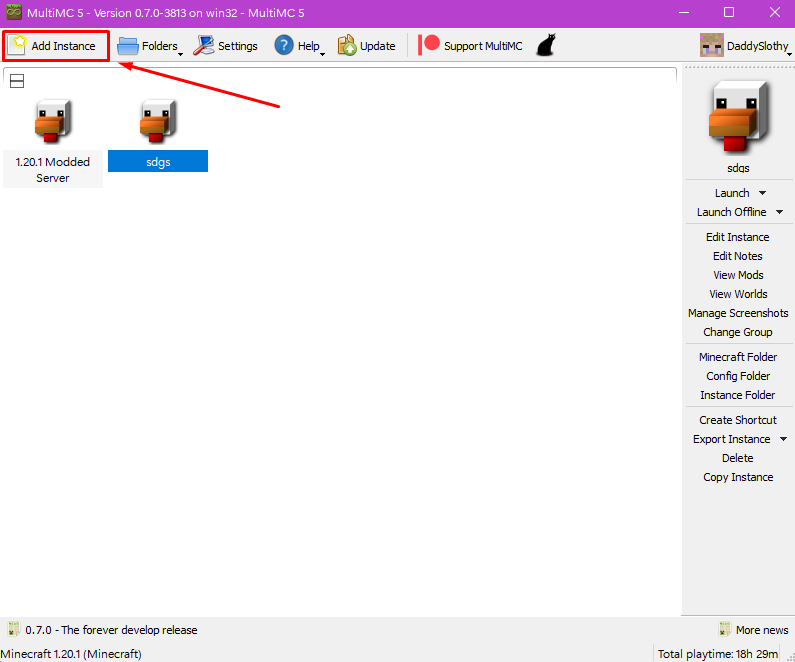 MultiMC 5 - Version 0.7.0-3813 on win32 - MultiMC 5
Add Instance
Folders
Settings
Help
Update
Support MultiMC
DaddySlothy
1.20.1 Modded
Server
sdgs
sdgs
Launch
Launch Offline
Edit Instance
Edit Notes
View Mods
View Worlds
Manage Screenshots
Change Group
Minecraft Folder
Config Folder
Instance Folder
Create Shortcut
Export Instance
Delete
Copy Instance
0.7.0 - The forever develop release
More news
Minecraft 1.20.1 (Minecraft)
Total playtime: 18h 29m